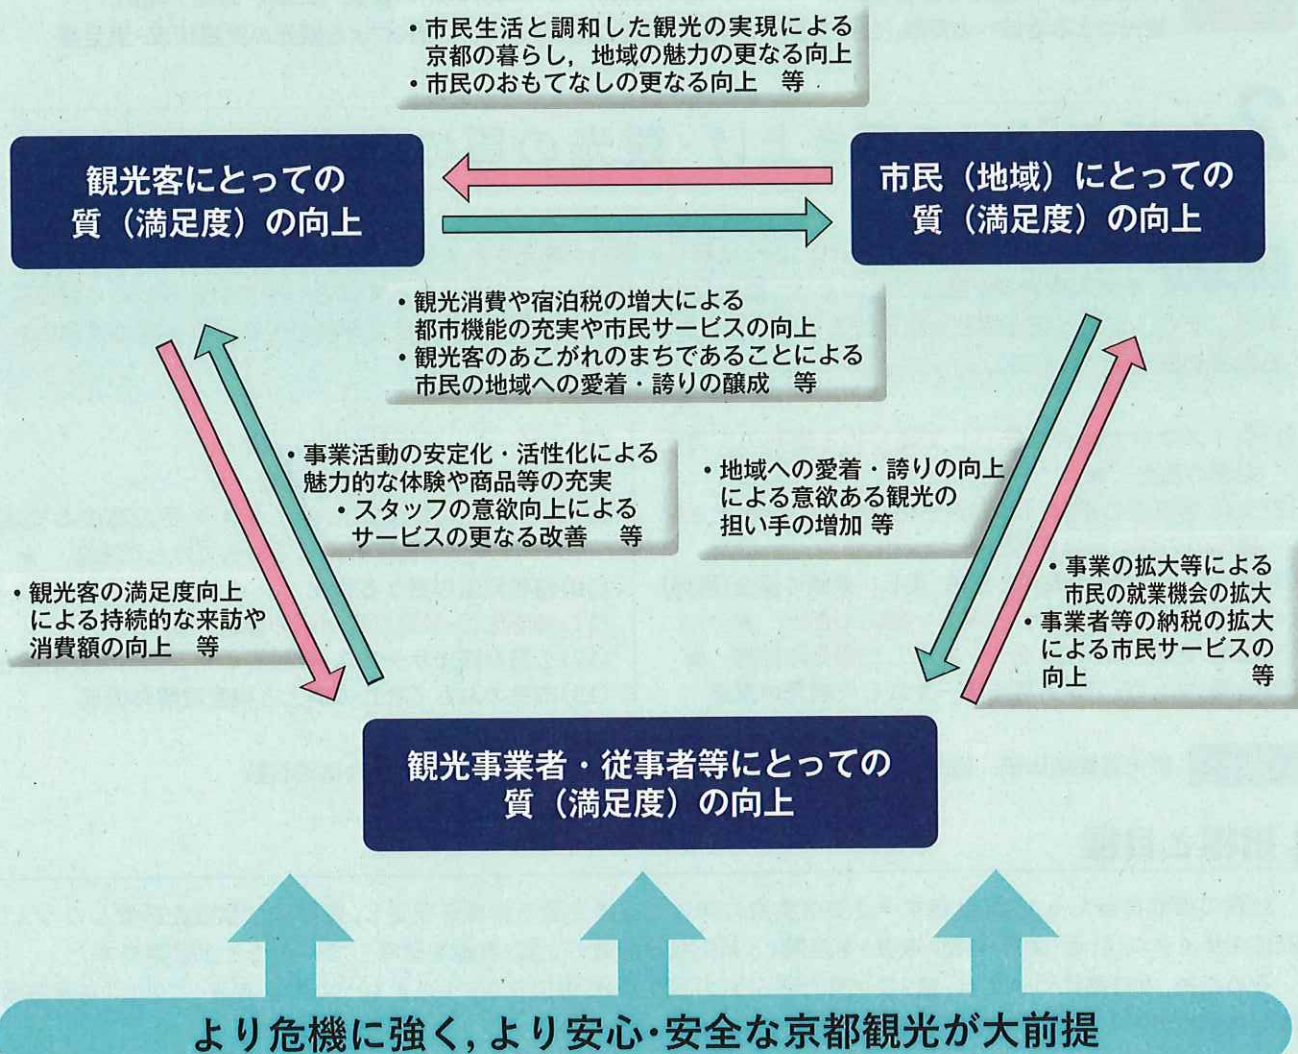 ・市民生活と調和した観光の実現による
京都の暮らし，地域の魅力の更なる向上
・市民のおもてなしの更なる向上　等
観光客にとっての
質（満足度）の向上
市民（地域）にとっての
質（満足度）の向上
・観光消費や宿泊税の増大による
都市機能の充実や市民サービスの向上
・観光客のあこがれのまちであることによる
市民の地域への愛着・誇りの醸成　等
・事業活動の安定化・活性化による
魅力的な体験や商品等の充実
・スタッフの意欲向上による
サービスの更なる改善　等
・地域への愛着・誇りの向上
による意欲ある観光の
担い手の増加 等
・観光客の満足度向上
による持続的な来訪や
消費額の向上　等
・事業の拡大等による
市民の就業機会の拡大
・事業者等の納税の拡大
による市民サービスの
向上　等
観光事業者・従事者等にとっての
質（満足度）の向上
より危機に強く，より安心・安全な京都観光が大前提